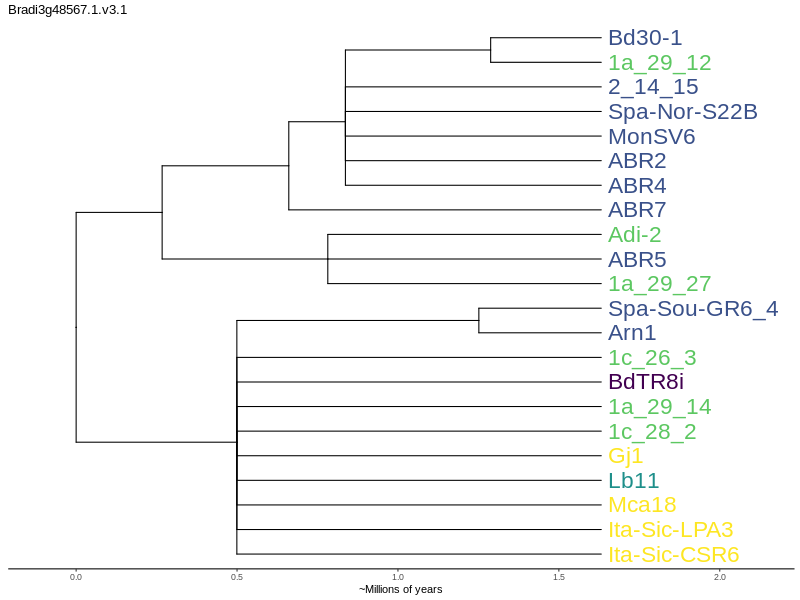 Bradi3g48567.1.v3.1
Bd30-1
1a_29_12
2_14_15
Spa-Nor-S22B
MonSV6
ABR2
ABR4
ABR7
Adi-2
ABR5
1a_29_27
Spa-Sou-GR6_4
Arn1
1c_26_3
BdTR8i
1a_29_14
1c_28_2
Gj1
Lb11
Mca18
Ita-Sic-LPA3
Ita-Sic-CSR6
0.0 0.5 1.0 1.5 2.0
~Millions of years